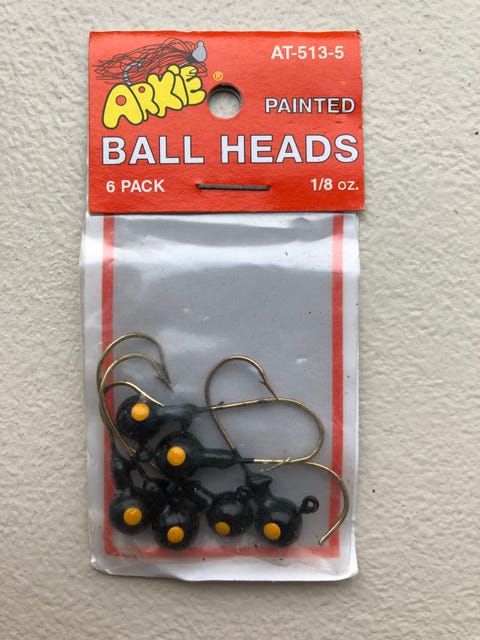 AT-513-5
ARKIE®
PAINTED
BALL HEADS
6 PACK 1/8 oz.